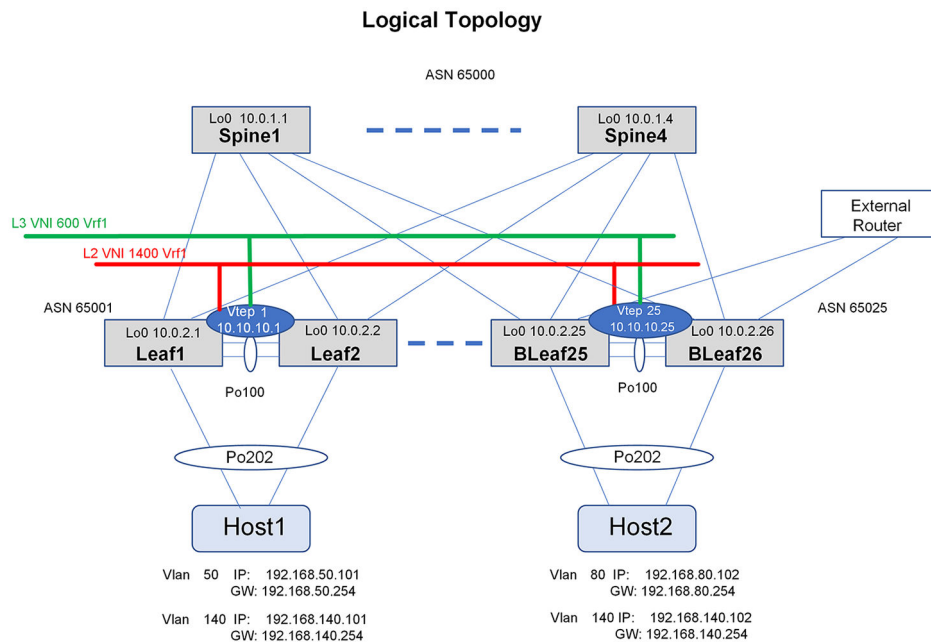 Logical Topology
ASN 65000
Lo0 10.0.1.1
Spine1
Lo0 10.0.1.4
Spine4
External
Router
L3 VNI 600 Vrf1
L2 VNI 1400 Vrf1
ASN 65001
Vtep 1
10.10.10.1
Lo0 10.0.2.1
Leaf1
Lo0 10.0.2.2
Leaf2
Po100
Vtep 25
10.10.10.25
ASN 65025
Lo0 10.0.2.25
BLeaf25
Lo0 10.0.2.26
BLeaf26
Po100
Po202
Po202
Host1
Host2
Vlan 50 IP: 192.168.50.101
GW: 192.168.50.254
Vlan 140 IP: 192.168.140.101
GW: 192.168.140.254
Vlan 80 IP: 192.168.80.102
GW: 192.168.80.254
Vlan 140 IP: 192.168.140.102
GW: 192.168.140.254